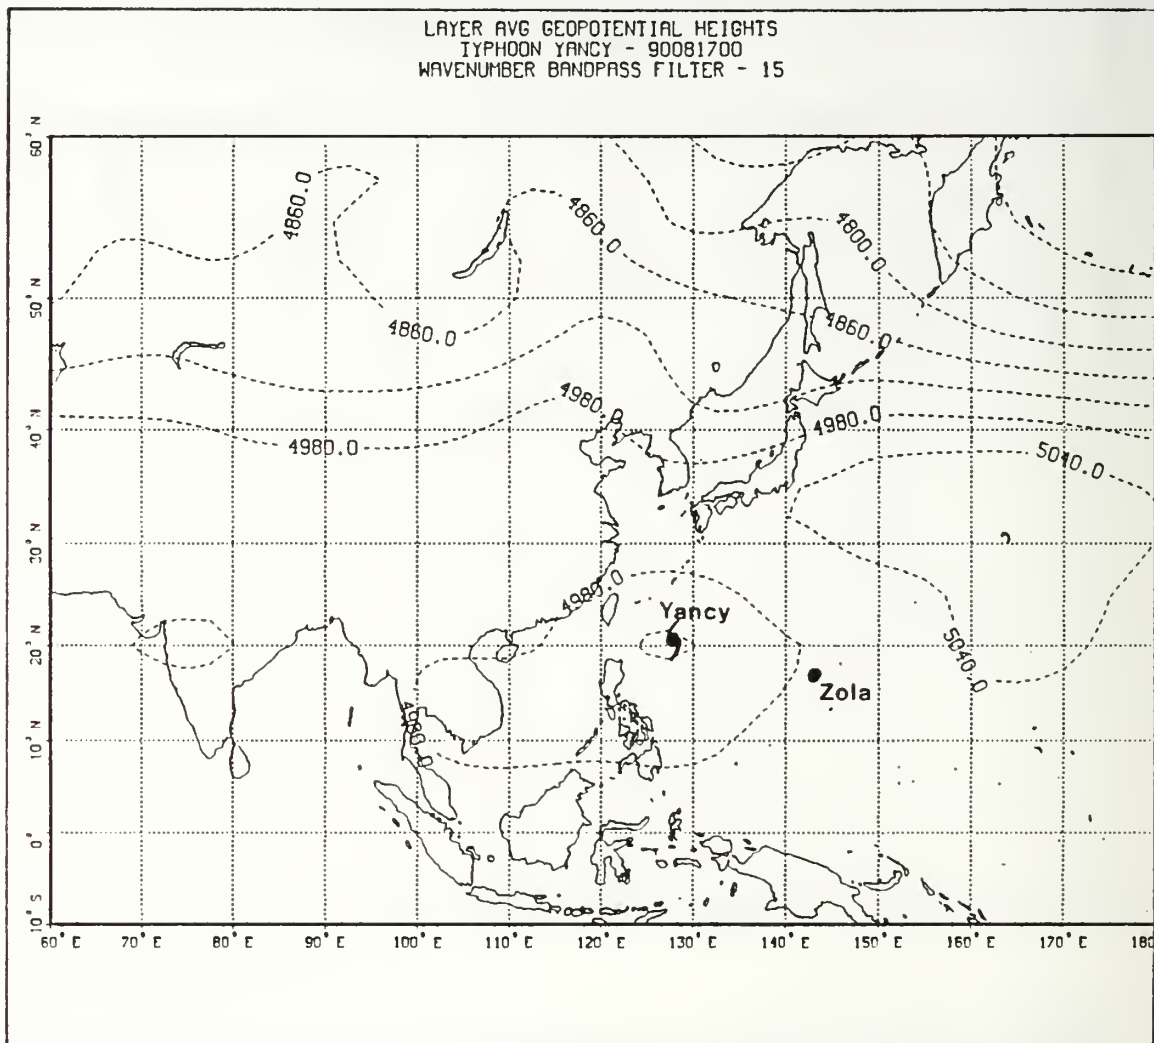 LAYER AVG GEOPOTENTIAL HEIGHTS
TYPHOON YANCY - 90081700
WAVENUMBER BANDPASS FILTER - 15
60° N
4860.0
4860.0
4800.0
50° N
4860.0
4860.0
4980.0
40° N
4980.0
4980.0
5040.0
30° N
4980.0
Yancy
20° N
5040.0
Zola
4980.0
10° N
0°
10° S
60° E 70° E 80° E 90° E 100° E 110° E 120° E 130° E 140° E 150° E 160° E 170° E 180